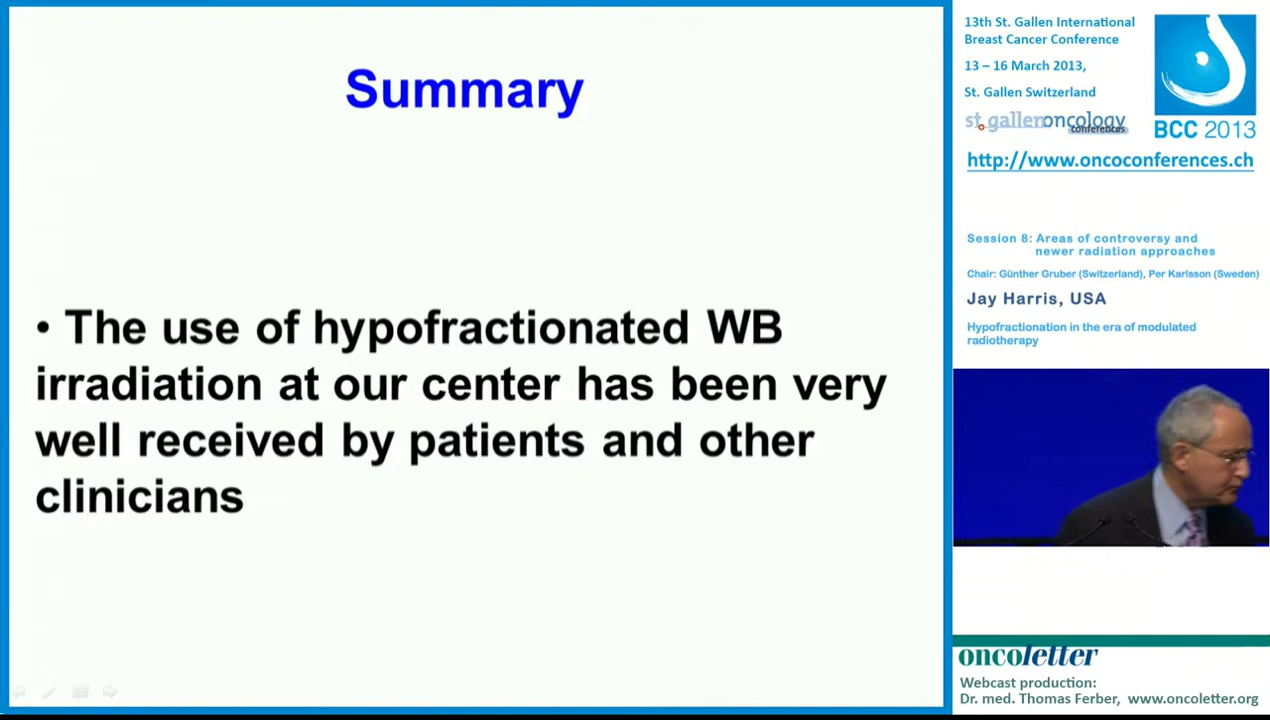 Summary
• The use of hypofractionated WB
irradiation at our center has been very
well received by patients and other
clinicians
13th St. Gallen International
Breast Cancer Conference
13 – 16 March 2013,
St. Gallen Switzerland
st.gallenoncology
conferences
BCC 2013
http://www.oncoconferences.ch
Session 8: Areas of controversy and
newer radiation approaches
Chair: Günther Gruber (Switzerland), Per Karlsson (Sweden)
Jay Harris, USA
Hypofractionation in the era of modulated
radiotherapy
oncoletter
Webcast production:
Dr. med. Thomas Ferber, www.oncoletter.org